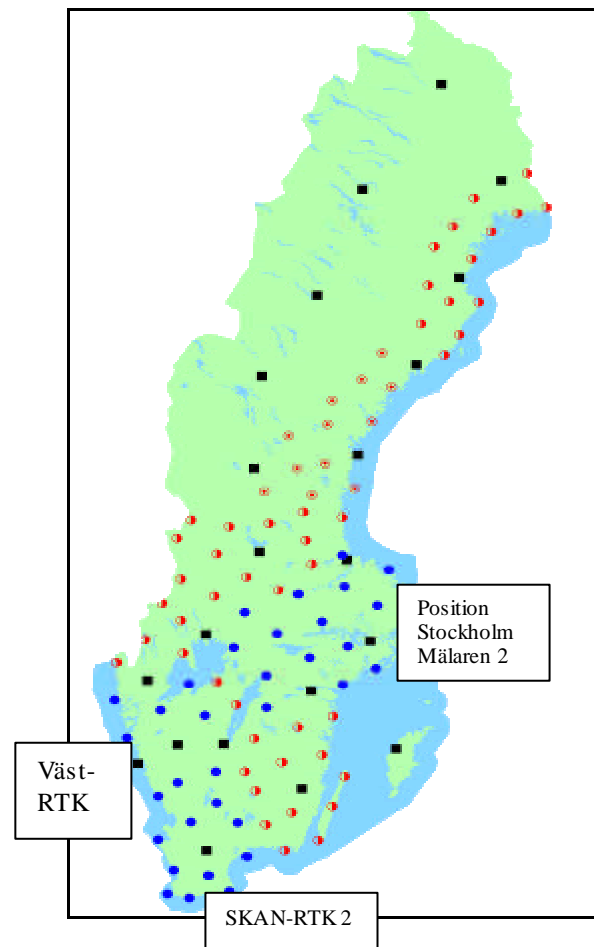 Position
Stockholm
Mälaren 2
Väst-
RTK
SKAN-RTK 2